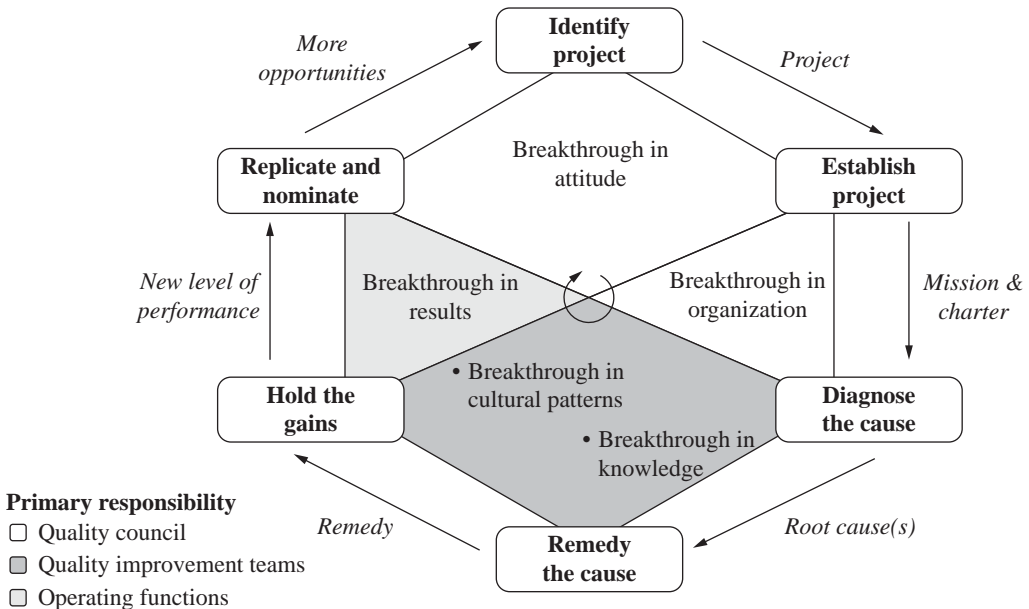 Identify
project
More
opportunities
Project
Replicate and
nominate
Breakthrough in
attitude
Establish
project
New level of
performance
Breakthrough in
results
Breakthrough in
organization
Mission &
charter
Hold the
gains
• Breakthrough in
cultural patterns
• Breakthrough in
knowledge
Diagnose
the cause
Remedy
Root cause(s)
Remedy
the cause
Primary responsibility
Quality council
Quality improvement teams
Operating functions